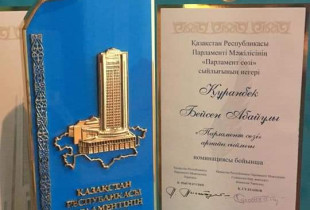 ҚАЗАҚСТАН
РЕСПУБЛИКАСЫ
ПАРЛАМЕНТІНІҢ
Қазақстан Республикасы
Парламенті Мәжілісінің
«Парламент сөзі»
сыйлығының иегері
Құранбек
Бейсен Абайұлы
"Парламент сөзі"
арнайы сыйлығы
номинациясы бойынша